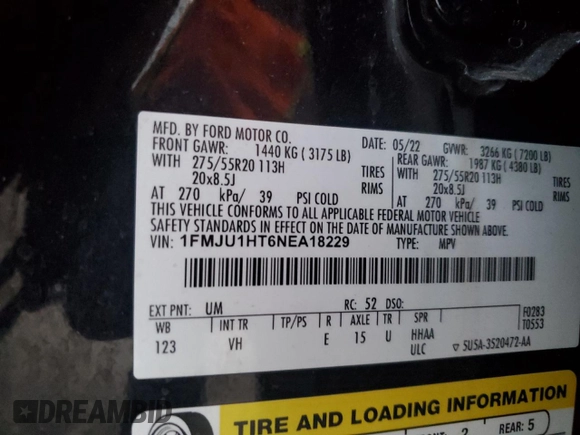 MFD. BY FORD MOTOR CO.
DATE: 05/22 GVWR: 3266 KG ( 7200 LB)
FRONT GAWR: 1440 KG ( 3175 LB) REAR GAWR: 1987 KG ( 4380 LB)
WITH 275/55R20 113H TIRES WITH 275/55R20 113H TIRES
20x8.5J RIMS 20x8.5J RIMS
AT 270 kPa/ 39 PSI COLD AT 270 kPa/ 39 PSI COLD
THIS VEHICLE CONFORMS TO ALL APPLICABLE FEDERAL MOTOR VEHICLE
SAFETY STANDARDS IN EFFECT ON THE DATE OF MANUFACTURE SHOWN ABOVE.
VIN: 1FMJU1HT6NEA18229 TYPE: MPV
EXT PNT: UM RC: 52 DSO: F0283
WB INT TR TP/PS R AXLE TR SPR T0553
123 VH E 15 U HHAA
ULC ▽ 5U5A-3520472-AA
TIRE AND LOADING INFORMATION
2 REAR: 5
DREAMBID